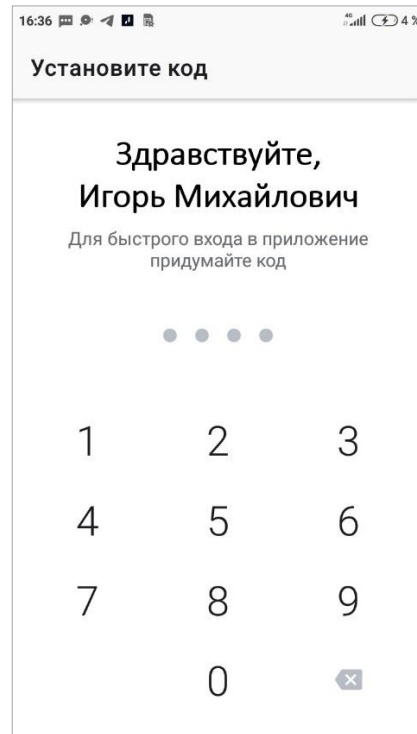 16:36 4G 4 %
Установите код
Здравствуйте,
Игорь Михайлович
Для быстрого входа в приложение
придумайте код
1 2 3
4 5 6
7 8 9
0